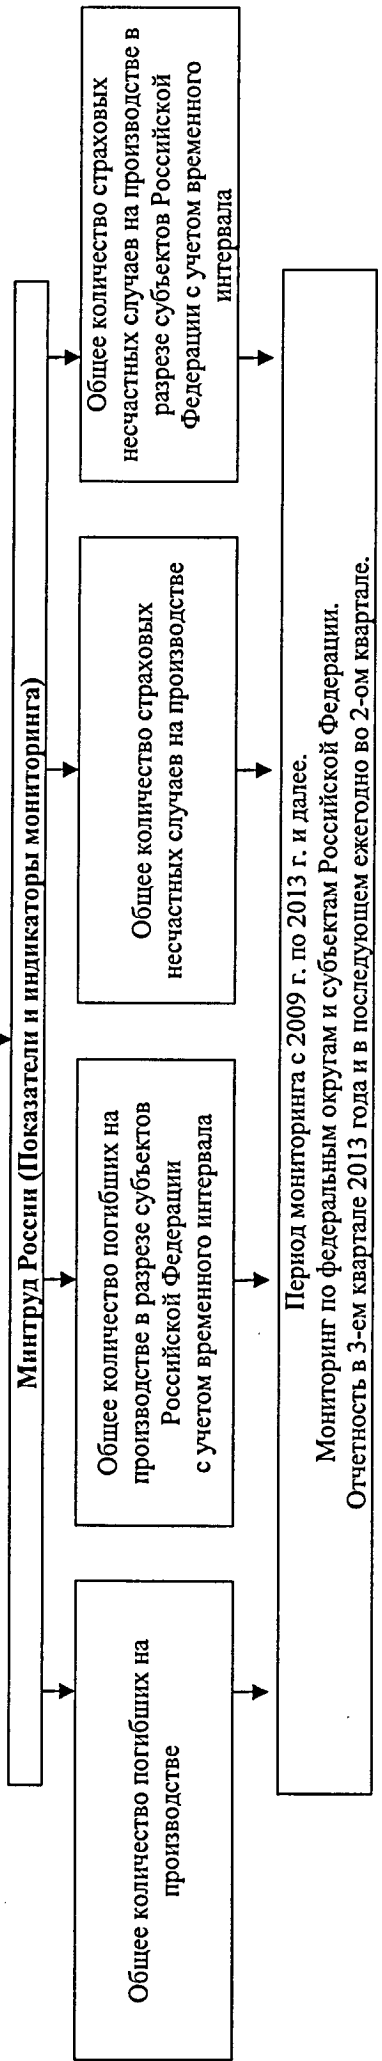 Минтруд России (Показатели и индикаторы мониторинга)
Общее количество погибших на
производстве
Общее количество погибших на
производстве в разрезе субъектов
Российской Федерации
с учетом временного интервала
Общее количество страховых
несчастных случаев на производстве
Общее количество страховых
несчастных случаев на производстве в
разрезе субъектов Российской
Федерации с учетом временного
интервала
Период мониторинга с 2009 г. по 2013 г. и далее.
Мониторинг по федеральным округам и субъектам Российской Федерации.
Отчетность в 3-ем квартале 2013 года и в последующем ежегодно во 2-ом квартале.